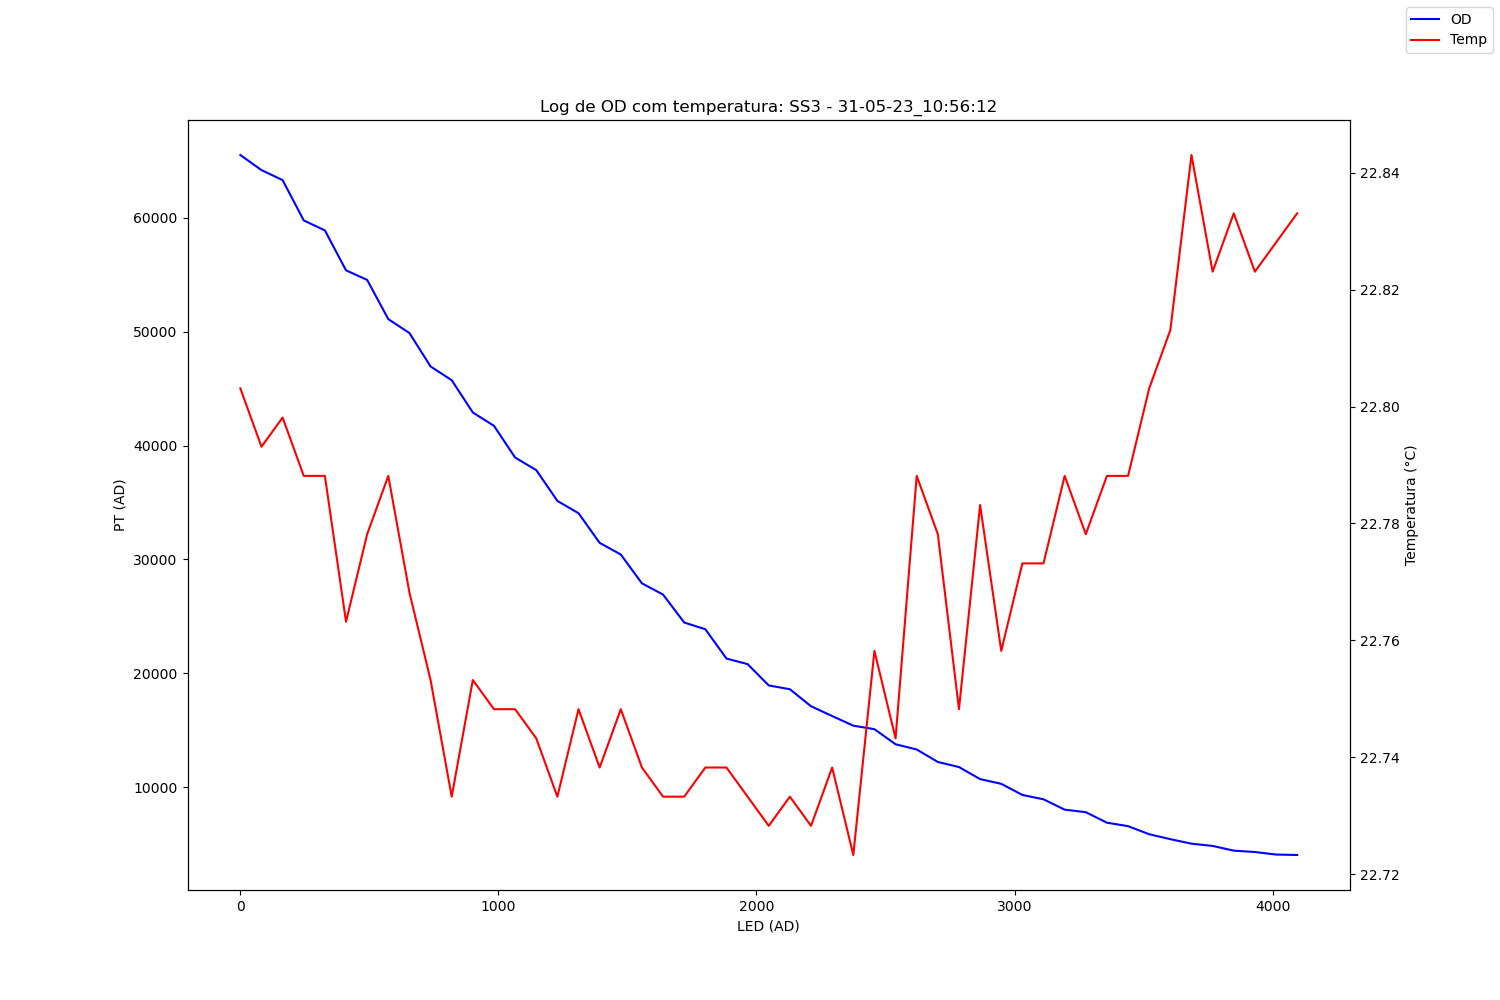 OD
Temp
Log de OD com temperatura: SS3 - 31-05-23_10:56:12
60000
50000
40000
30000
20000
10000
PT (AD)
22.84
22.82
22.80
22.78
22.76
22.74
22.72
Temperatura (°C)
0 1000 2000 3000 4000
LED (AD)